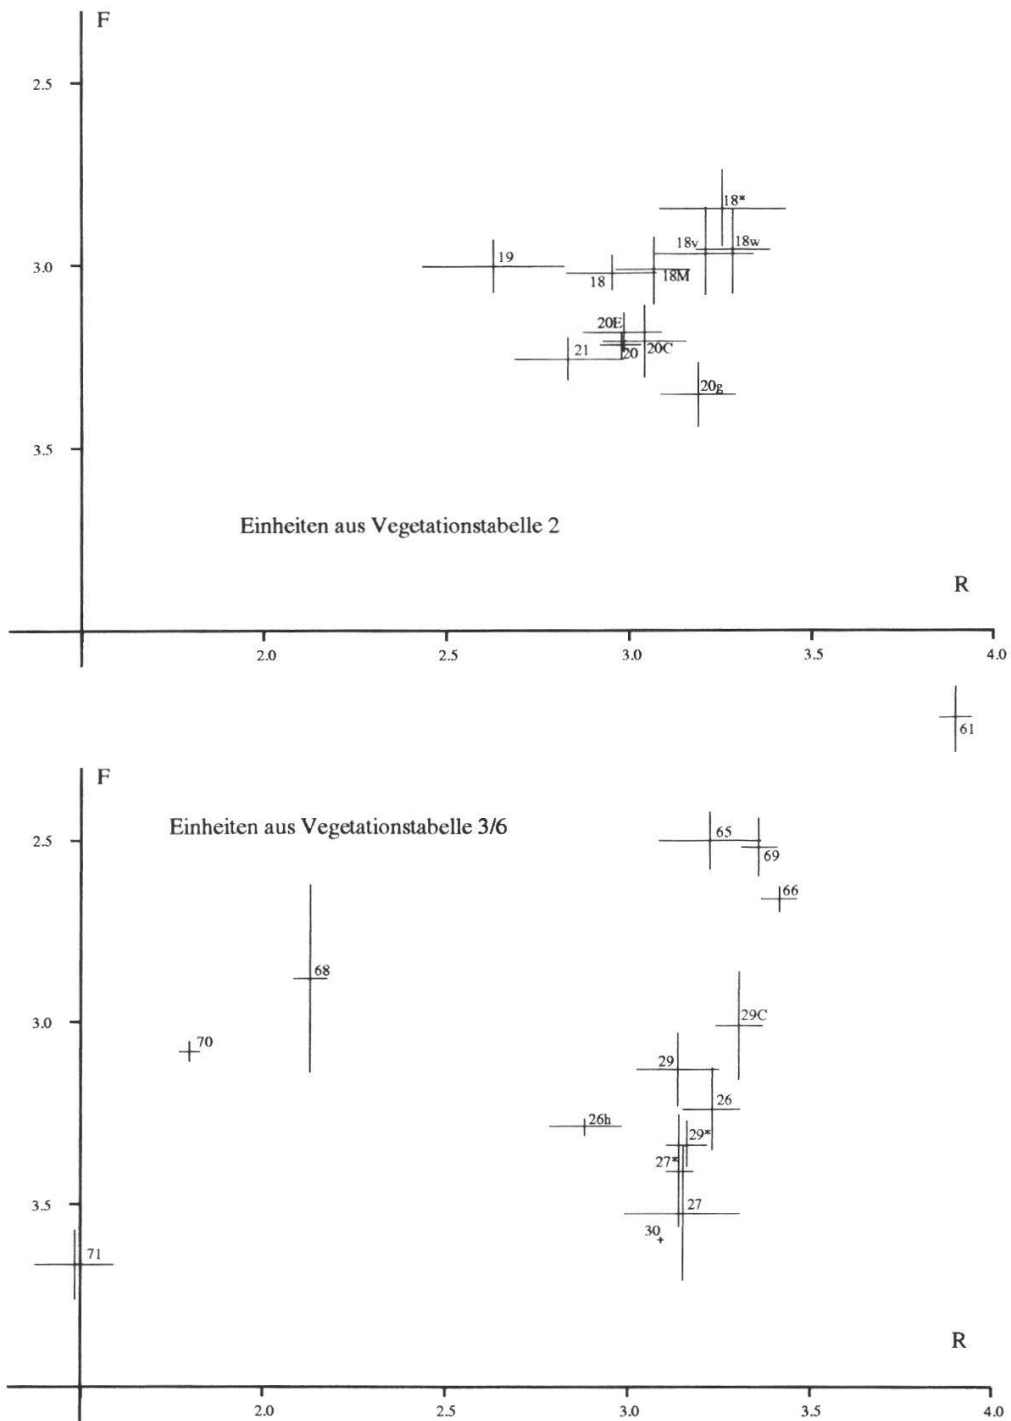 F
2.5
18*
18v
18w
3.0
19
18
18M
20E
21
20
20C
20g
3.5
Einheiten aus Vegetationstabelle 2
R
2.0
2.5
3.0
3.5
4.0
61
F
Einheiten aus Vegetationstabelle 3/6
2.5
65
69
66
68
3.0
29C
70
29
26
26h
29*
27*
3.5
27
30
71
R
2.0
2.5
3.0
3.5
4.0